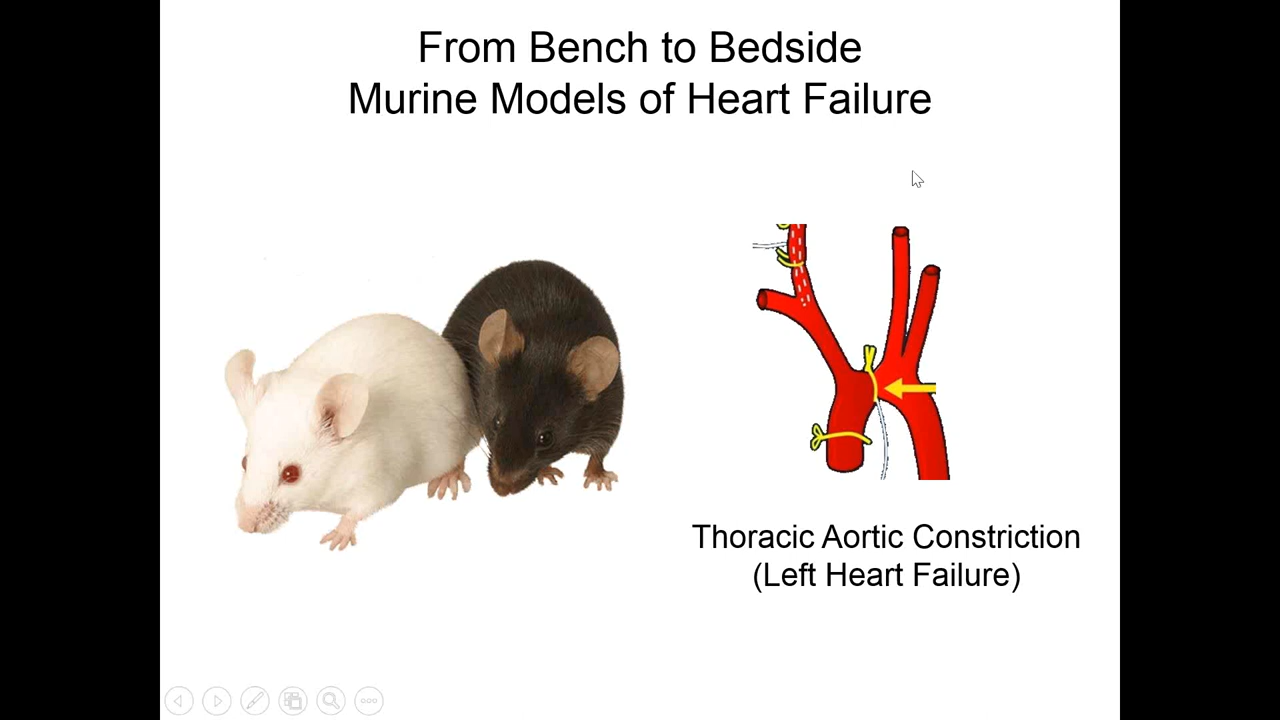 From Bench to Bedside
Murine Models of Heart Failure
Thoracic Aortic Constriction
(Left Heart Failure)